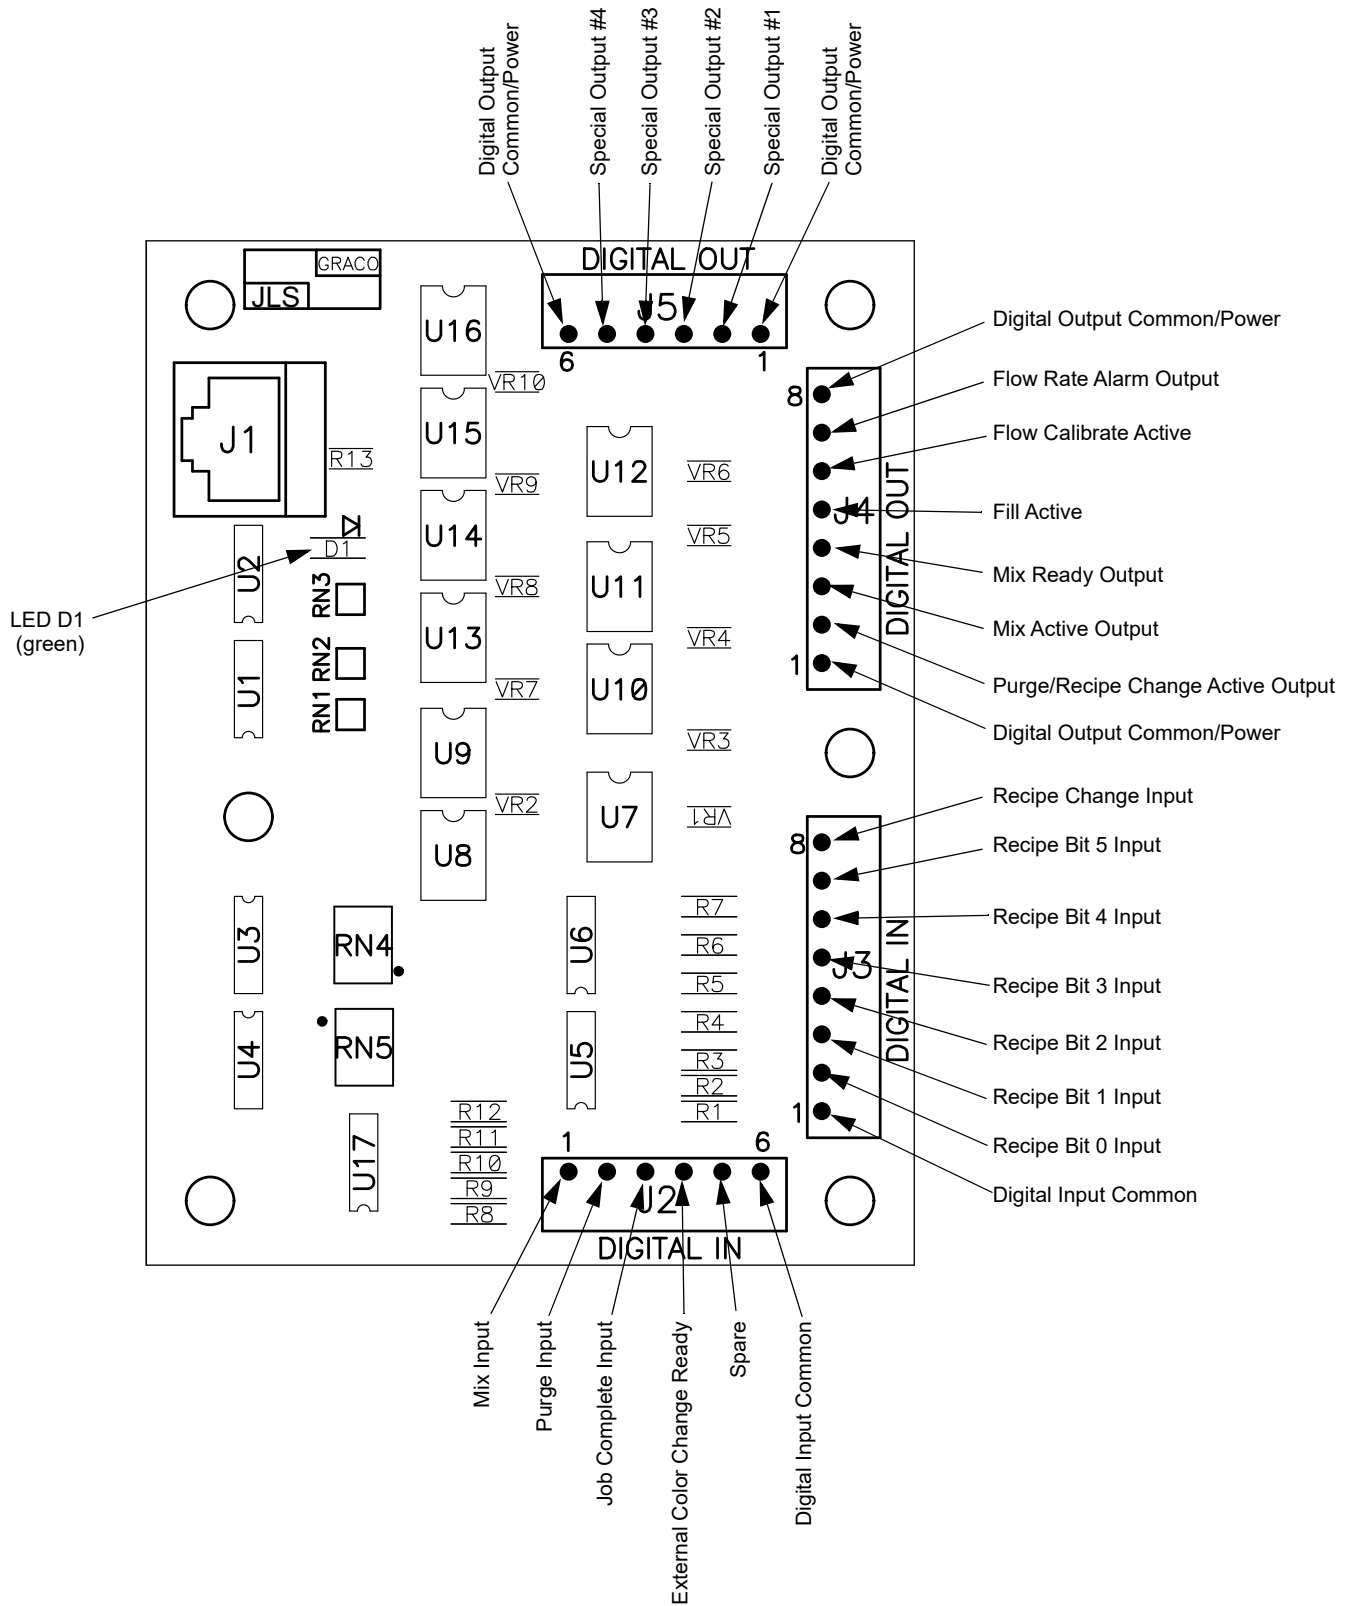 Digital Output
Common/Power
Special Output #4
Special Output #3
Special Output #2
Special Output #1
Digital Output
Common/Power
DIGITAL OUT
J5
6
1
GRACO
JLS
J1
R13
D1
LED D1
(green)
U2
U1
RN3
RN2
RN1
U16
VR10
U15
VR9
U14
VR8
U13
VR7
U9
VR2
U8
U12
VR6
VR5
U11
VR4
U10
VR3
U7
VR1
8
J4
DIGITAL OUT
1
Digital Output Common/Power
Flow Rate Alarm Output
Flow Calibrate Active
Fill Active
Mix Ready Output
Mix Active Output
Purge/Recipe Change Active Output
Digital Output Common/Power
8
J3
DIGITAL IN
1
Recipe Change Input
Recipe Bit 5 Input
Recipe Bit 4 Input
Recipe Bit 3 Input
Recipe Bit 2 Input
Recipe Bit 1 Input
Recipe Bit 0 Input
Digital Input Common
U3
RN4
U4
RN5
U17
U6
U5
R7
R6
R5
R4
R3
R2
R1
R12
R11
R10
R9
R8
1
6
J2
DIGITAL IN
Mix Input
Purge Input
Job Complete Input
External Color Change Ready
Spare
Digital Input Common